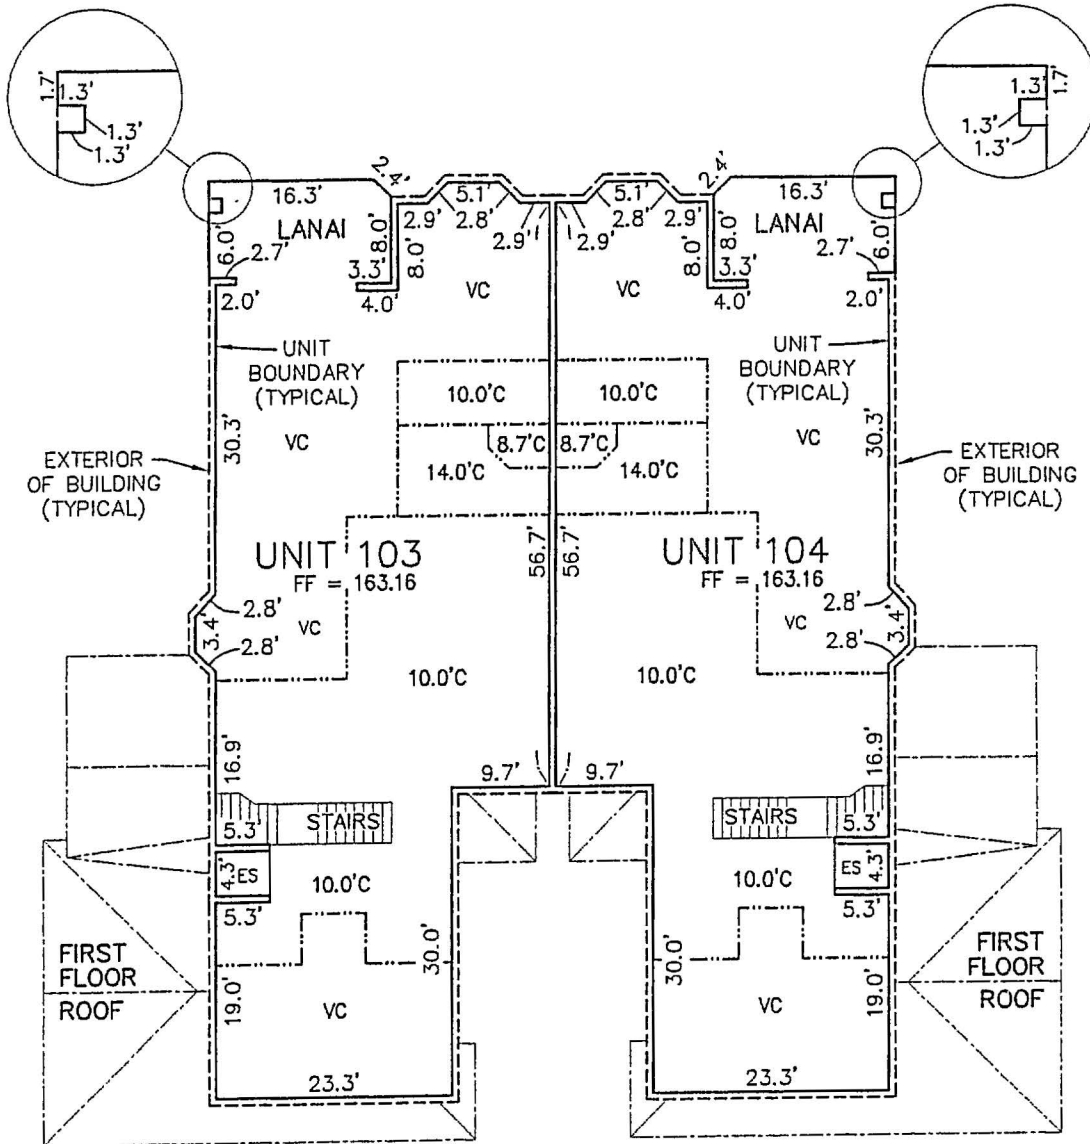 1.7'
1.3'
1.3'
1.3'
1.3'
1.7'
1.3'
1.3'
16.3'
2.4'
5.1'
5.1'
2.4'
16.3'
LANAI
2.9'
2.8'
2.8'
2.9'
LANAI
6.0'
8.0'
8.0'
2.9'
2.9'
8.0'
8.0'
6.0'
2.7'
3.3'
3.3'
2.7'
2.0'
4.0'
VC
VC
4.0'
2.0'
UNIT
BOUNDARY
(TYPICAL)
UNIT
BOUNDARY
(TYPICAL)
10.0'C
10.0'C
30.3'
VC
8.7'C
8.7'C
VC
30.3'
14.0'C
14.0'C
EXTERIOR
OF BUILDING
(TYPICAL)
EXTERIOR
OF BUILDING
(TYPICAL)
UNIT 103
FF = 163.16
56.7'
56.7'
UNIT 104
FF = 163.16
2.8'
3.4'
VC
2.8'
2.8'
VC
3.4'
2.8'
10.0'C
10.0'C
16.9'
9.7'
9.7'
16.9'
STAIRS
STAIRS
5.3'
5.3'
4.3'
ES
10.0'C
10.0'C
ES
4.3'
5.3'
5.3'
FIRST
FLOOR
ROOF
30.0'
30.0'
FIRST
FLOOR
ROOF
19.0'
VC
VC
19.0'
23.3'
23.3'